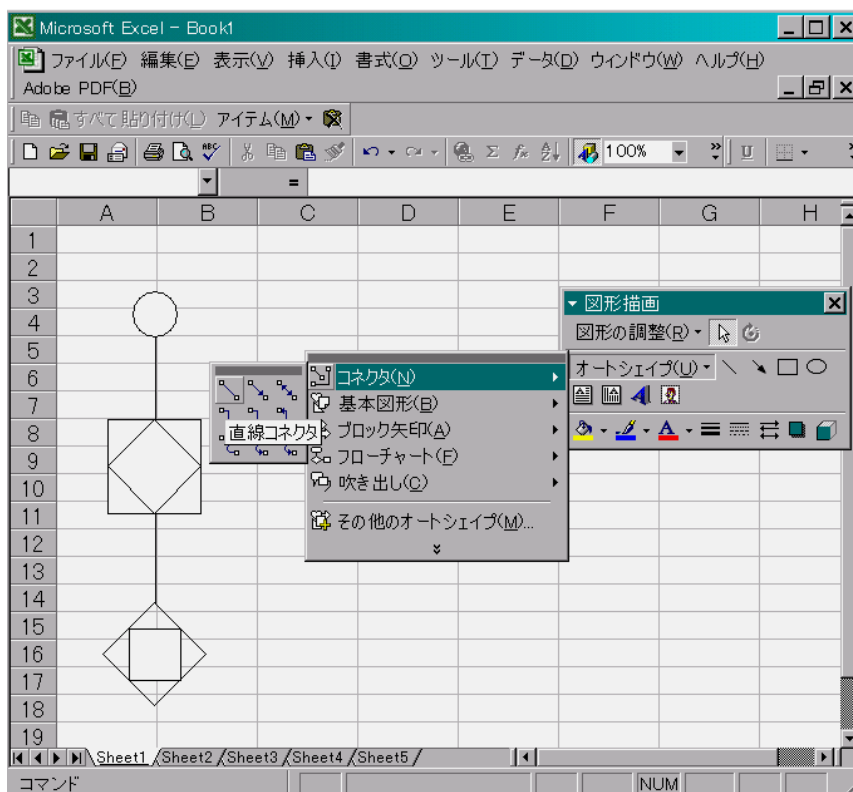 Microsoft Excel - Book1
ファイル(F) 編集(E) 表示(V) 挿入(I) 書式(O) ツール(T) データ(D) ウィンドウ(W) ヘルプ(H)
Adobe PDF(B)
すべて貼り付け(L) アイテム(M)
ABC Σ fx 100% » U
=
A B C D E F G H
1
2
3
4
5
6
7
8
9
10
11
12
13
14
15
16
17
18
19
図形描画
図形の調整(R)
オートシェイプ(U)
コネクタ(N)
基本図形(B)
ブロック矢印(A)
フローチャート(F)
吹き出し(C)
その他のオートシェイプ(M)...
直線コネクタ
Sheet1 Sheet2 Sheet3 Sheet4 Sheet5
コマンド NUM